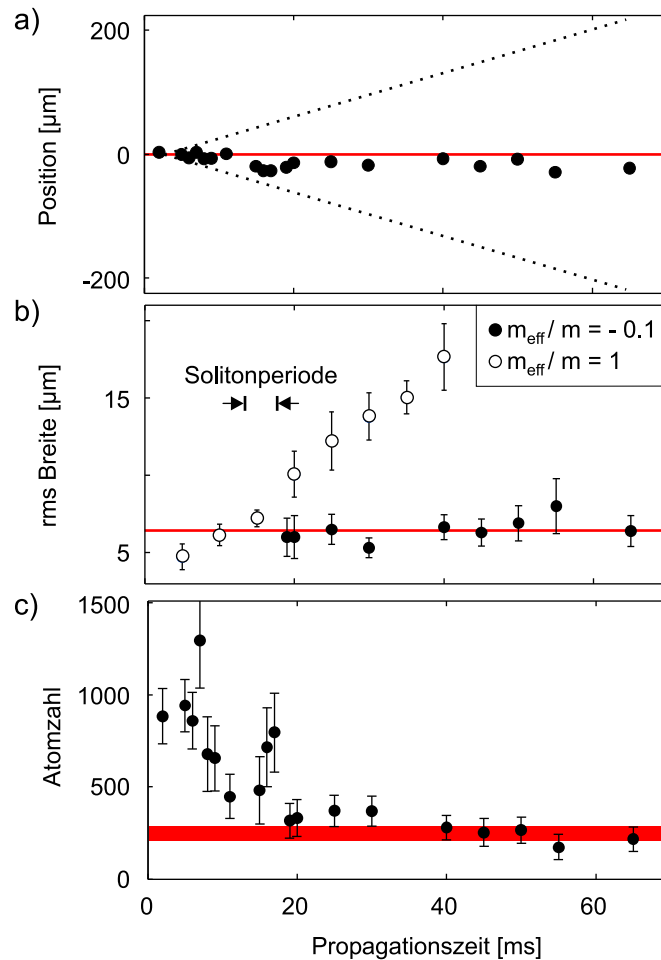 a)
200
0
-200
Position [µm]
b)
m_eff / m = - 0.1
m_eff / m = 1
Solitonperiode
15
5
rms Breite [µm]
c)
1500
1000
500
0
Atomzahl
0 20 40 60
Propagationszeit [ms]